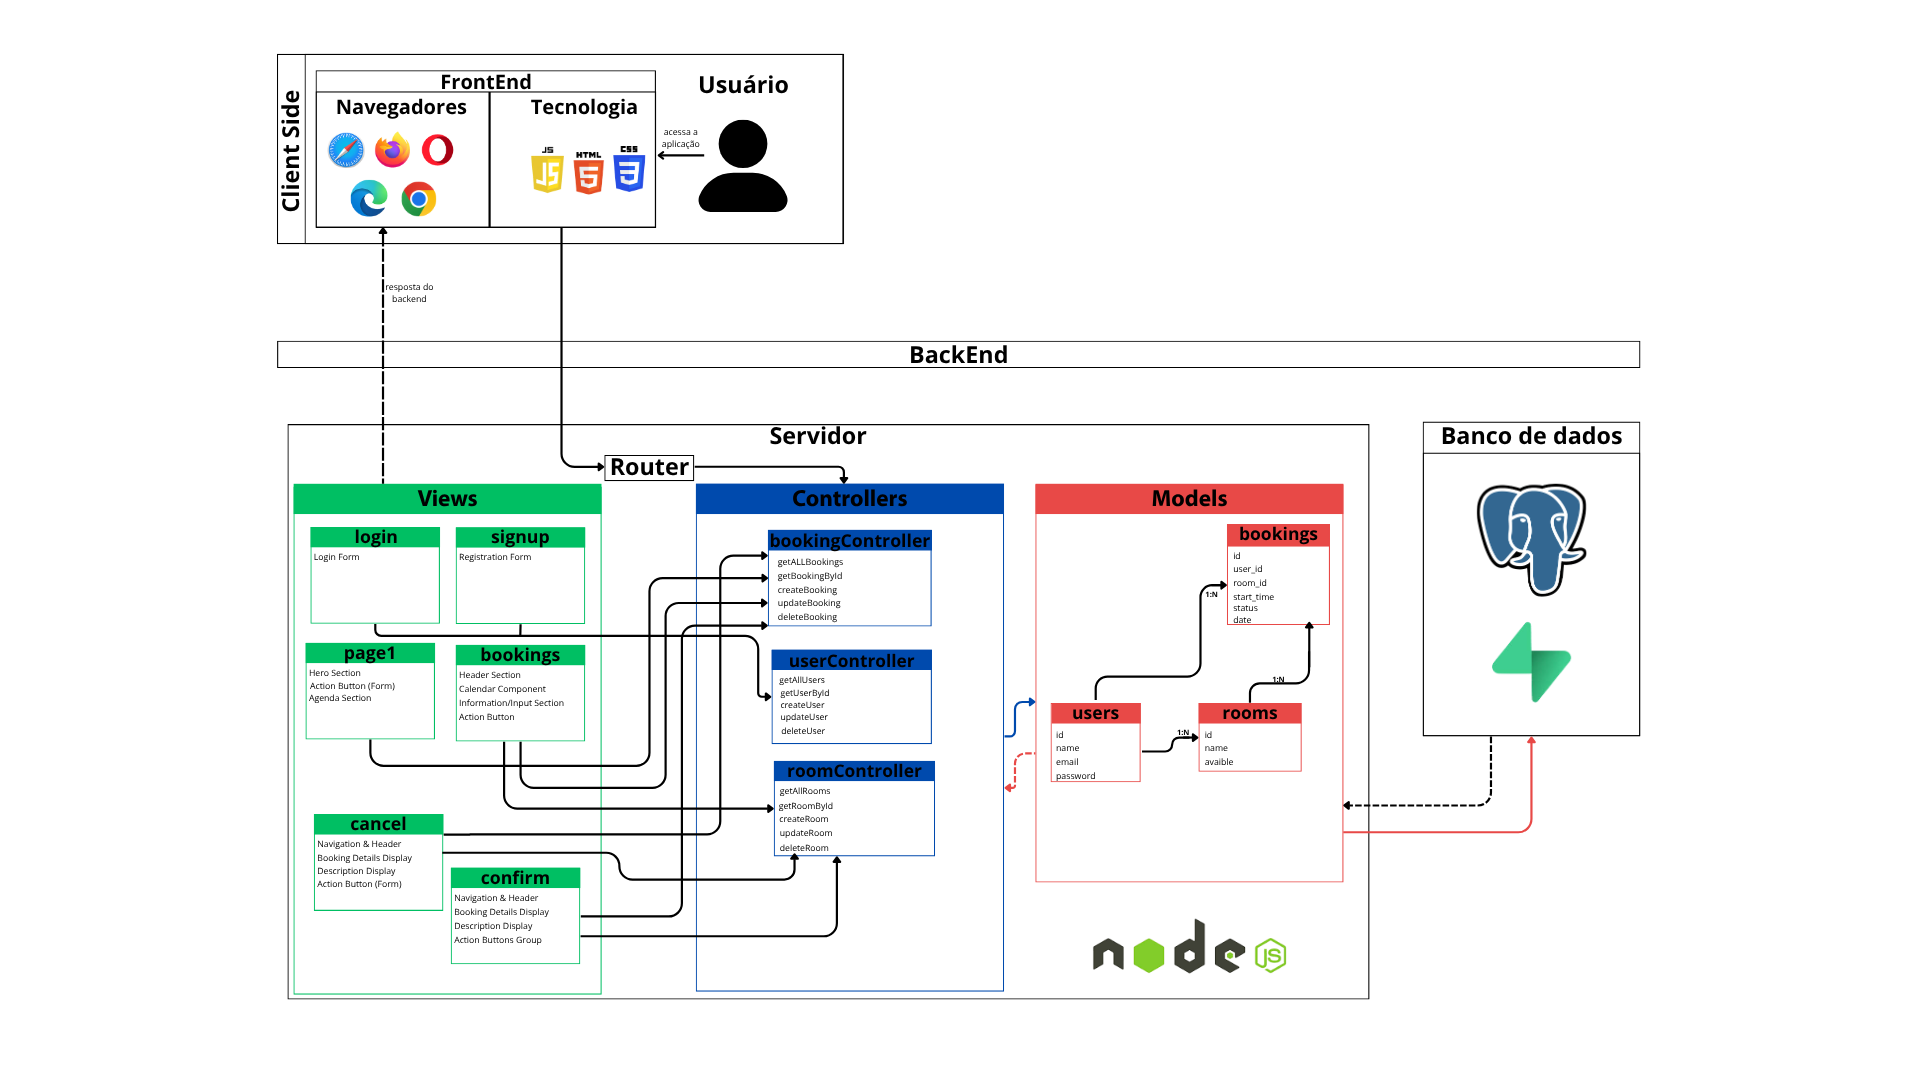 Client Side
FrontEnd
Navegadores
Tecnologia
JS
JS
HTML
5
CSS
3
acessa a
aplicação
Usuário
resposta do
backend
BackEnd
Servidor
Router
Views
login
Login Form
signup
Registration Form
page1
Hero Section
Action Button (Form)
Agenda Section
bookings
Header Section
Calendar Component
Information/Input Section
Action Button
cancel
Navigation & Header
Booking Details Display
Description Display
Action Button (Form)
confirm
Navigation & Header
Booking Details Display
Description Display
Action Buttons Group
Controllers
bookingController
getALLBookings
getBookingById
createBooking
updateBooking
deleteBooking
userController
getAllUsers
getUserById
createUser
updateUser
deleteUser
roomController
getAllRooms
getRoomById
createRoom
updateRoom
deleteRoom
Models
bookings
id
user_id
room_id
start_time
status
date
1:N
1:N
users
id
name
email
password
1:N
rooms
id
name
avaible
node
JS
Banco de dados